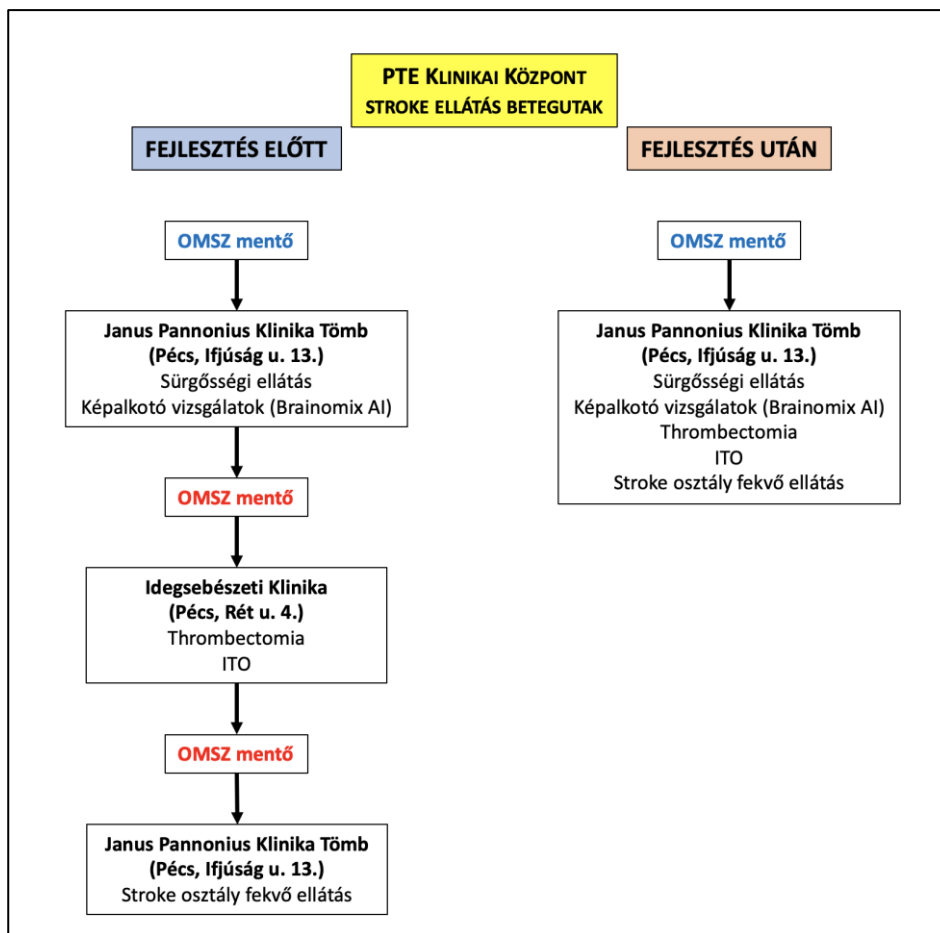 PTE KLINIKAI KÖZPONT
STROKE ELLÁTÁS BETEGUTAK
FEJLESZTÉS ELŐTT
OMSZ mentő
Janus Pannonius Klinika Tömb
(Pécs, Ifjúság u. 13.)
Sürgősségi ellátás
Képalkotó vizsgálatok (Brainomix AI)
OMSZ mentő
Idegsebészeti Klinika
(Pécs, Rét u. 4.)
Thrombectomia
ITO
OMSZ mentő
Janus Pannonius Klinika Tömb
(Pécs, Ifjúság u. 13.)
Stroke osztály fekvő ellátás
FEJLESZTÉS UTÁN
OMSZ mentő
Janus Pannonius Klinika Tömb
(Pécs, Ifjúság u. 13.)
Sürgősségi ellátás
Képalkotó vizsgálatok (Brainomix AI)
Thrombectomia
ITO
Stroke osztály fekvő ellátás